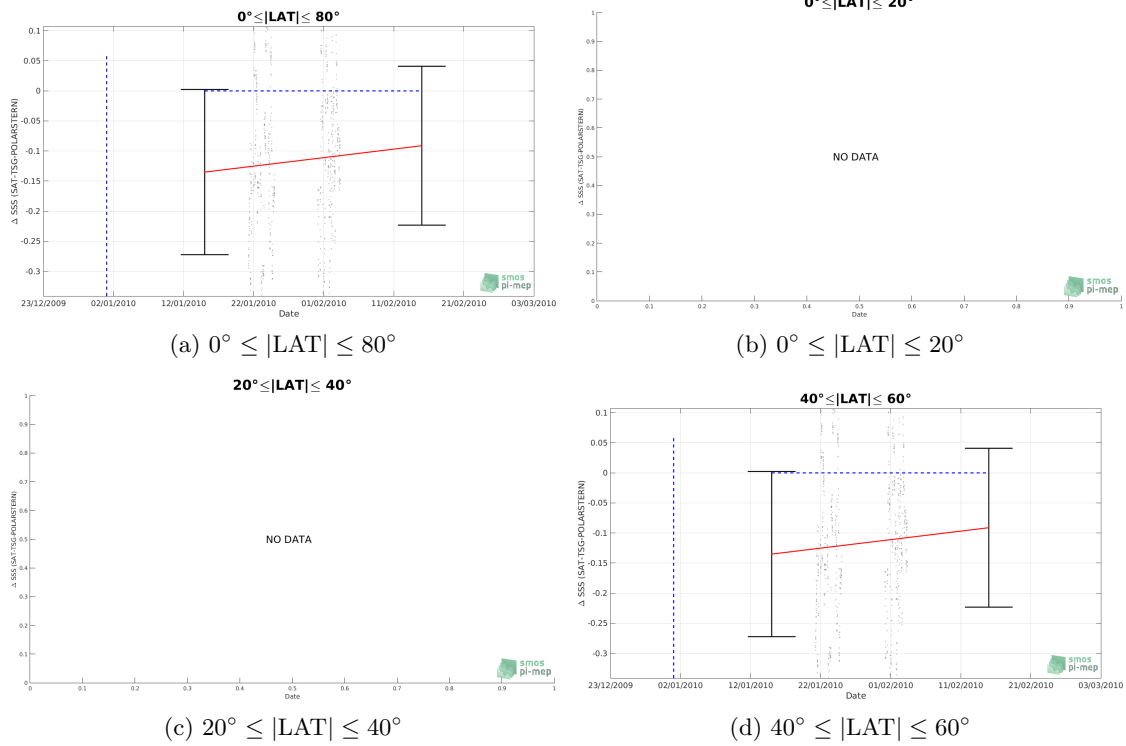 0°≤|LAT|≤ 80°
Δ SSS (SAT-TSG-POLARSTERN)
0.1
0.05
0
-0.05
-0.1
-0.15
-0.2
-0.25
-0.3
23/12/2009 02/01/2010 12/01/2010 22/01/2010 01/02/2010 11/02/2010 21/02/2010 03/03/2010
Date
smos
pi-mep
(a) 0° ≤ |LAT| ≤ 80°
0°≤|LAT|≤ 20°
Δ SSS (SAT-TSG-POLARSTERN)
1
0.9
0.8
0.7
0.6
0.5
0.4
0.3
0.2
0.1
0
NO DATA
0 0.1 0.2 0.3 0.4 0.5 0.6 0.7 0.8 0.9 1
Date
smos
pi-mep
(b) 0° ≤ |LAT| ≤ 20°
20°≤|LAT|≤ 40°
Δ SSS (SAT-TSG-POLARSTERN)
1
0.9
0.8
0.7
0.6
0.5
0.4
0.3
0.2
0.1
0
NO DATA
0 0.1 0.2 0.3 0.4 0.5 0.6 0.7 0.8 0.9 1
Date
smos
pi-mep
(c) 20° ≤ |LAT| ≤ 40°
40°≤|LAT|≤ 60°
Δ SSS (SAT-TSG-POLARSTERN)
0.1
0.05
0
-0.05
-0.1
-0.15
-0.2
-0.25
-0.3
23/12/2009 02/01/2010 12/01/2010 22/01/2010 01/02/2010 11/02/2010 21/02/2010 03/03/2010
Date
smos
pi-mep
(d) 40° ≤ |LAT| ≤ 60°